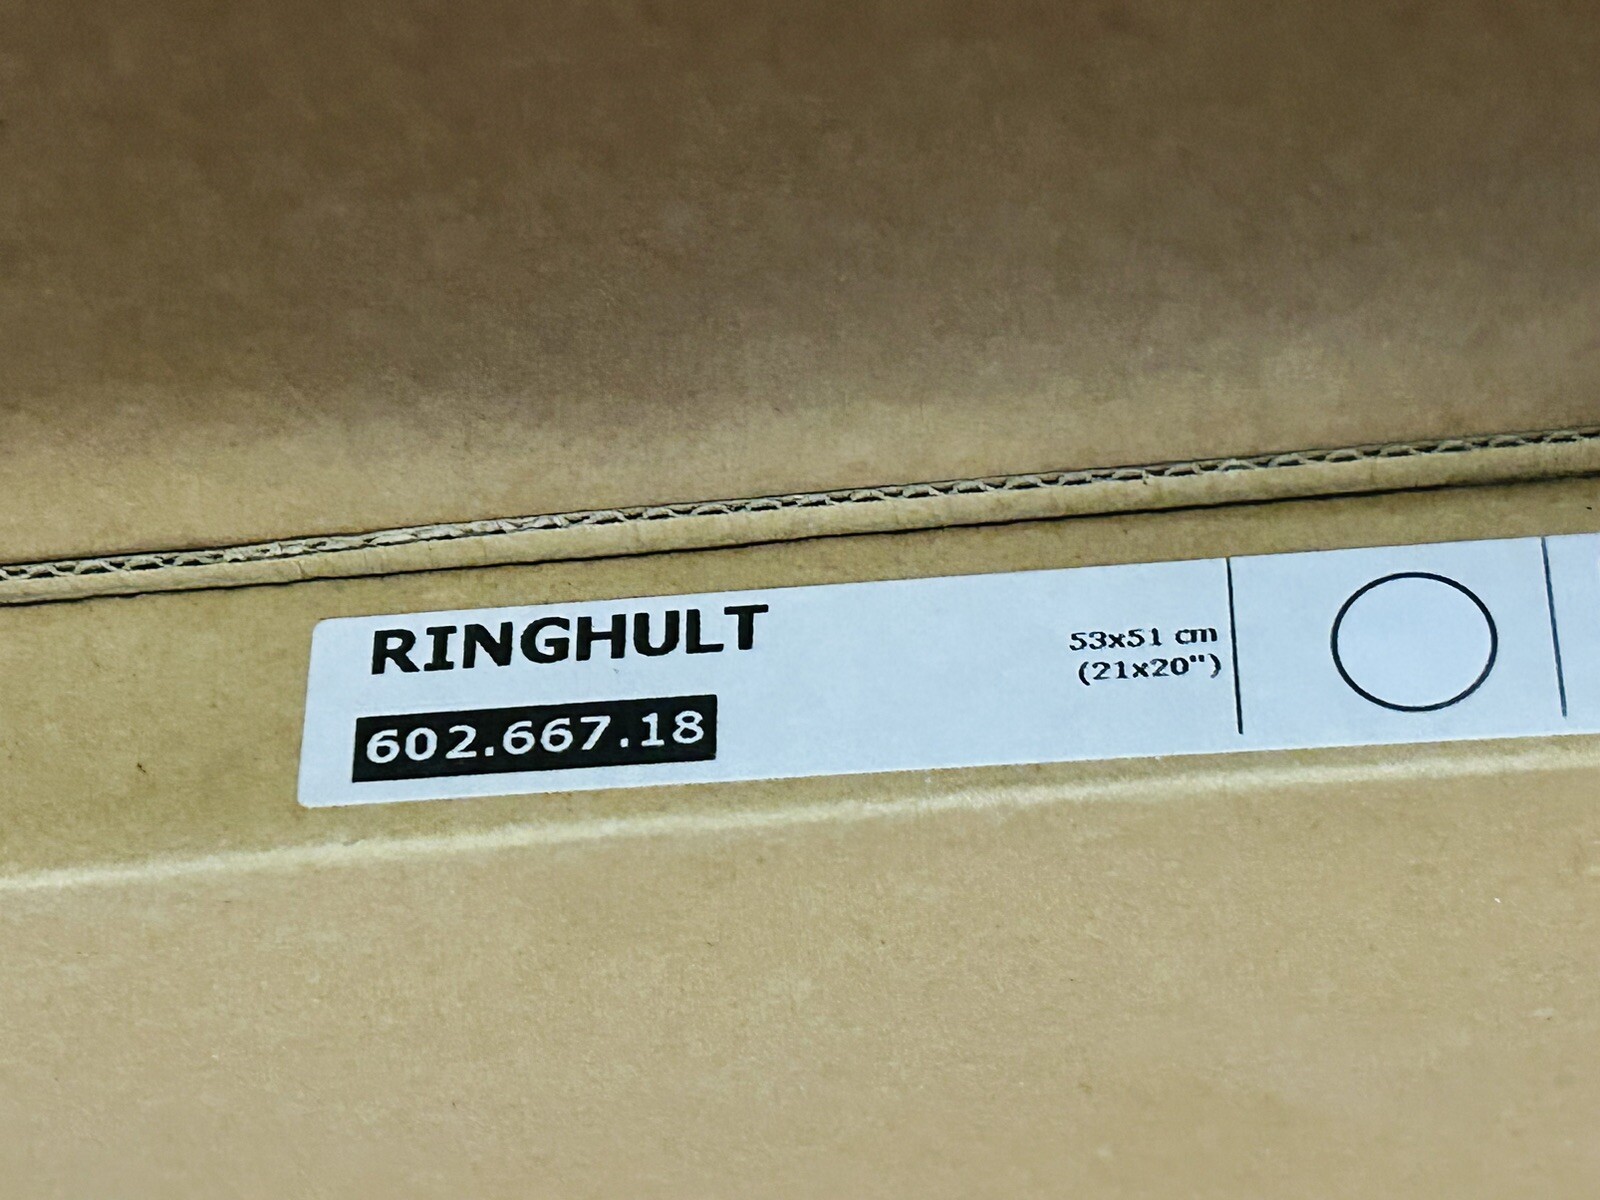 RINGHULT
602.667.18
53x51 cm
(21x20")